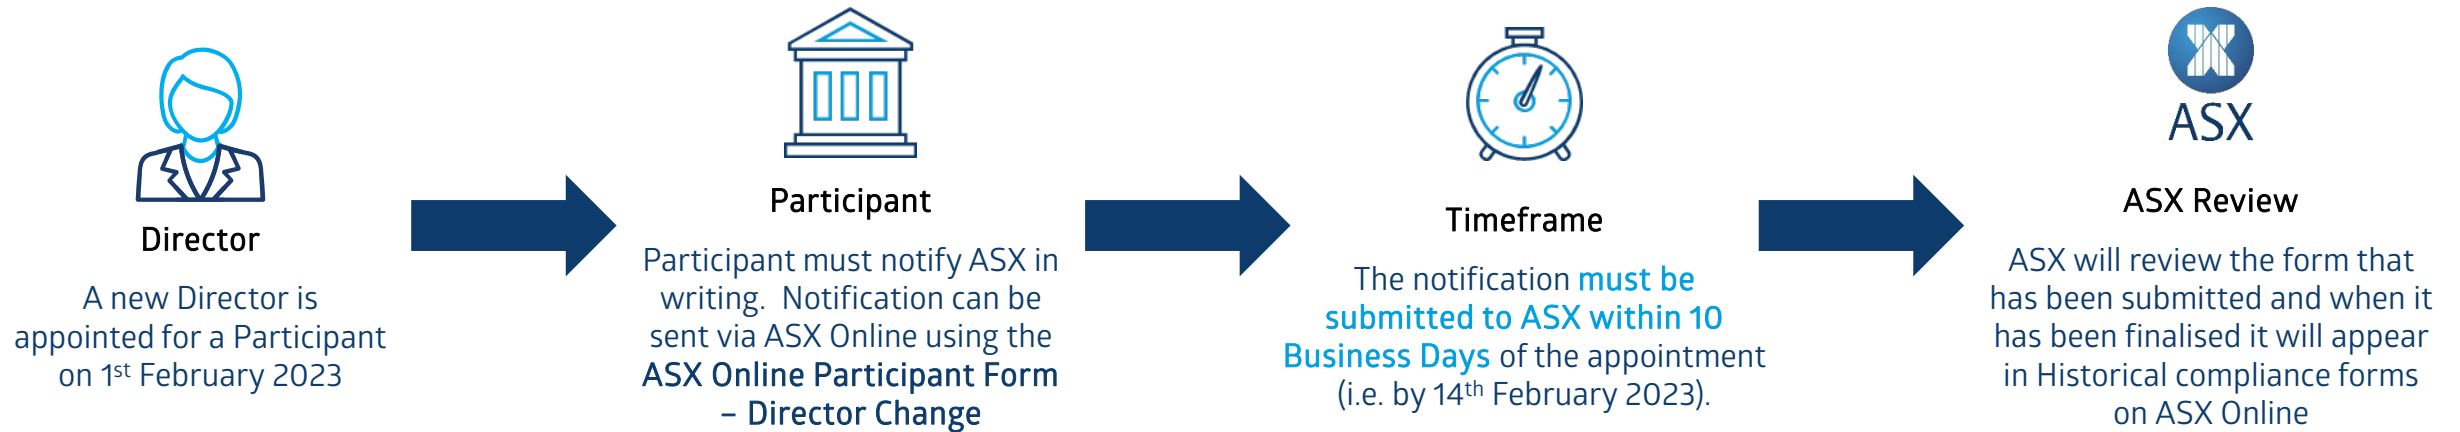 Director
A new Director is
appointed for a Participant
on 1st February 2023
Participant
Participant must notify ASX in
writing.  Notification can be
sent via ASX Online using the
ASX Online Participant Form
– Director Change
Timeframe
The notification must be
submitted to ASX within 10
Business Days of the appointment
(i.e. by 14th February 2023).
ASX
ASX Review
ASX will review the form that
has been submitted and when it
has been finalised it will appear
in Historical compliance forms
on ASX Online